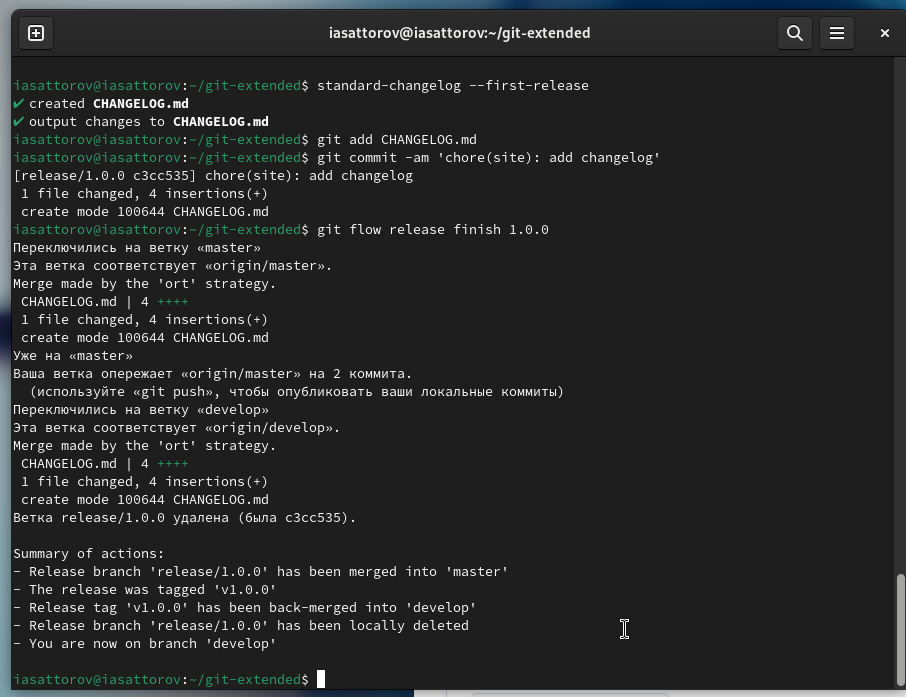 iasattorov@iasattorov:~/git-extended
iasattorov@iasattorov:~/git-extended$ standard-changelog --first-release
✔ created CHANGELOG.md
✔ output changes to CHANGELOG.md
iasattorov@iasattorov:~/git-extended$ git add CHANGELOG.md
iasattorov@iasattorov:~/git-extended$ git commit -am 'chore(site): add changelog'
[release/1.0.0 c3cc535] chore(site): add changelog
 1 file changed, 4 insertions(+)
 create mode 100644 CHANGELOG.md
iasattorov@iasattorov:~/git-extended$ git flow release finish 1.0.0
Переключились на ветку «master»
Эта ветка соответствует «origin/master».
Merge made by the 'ort' strategy.
 CHANGELOG.md | 4 ++++
 1 file changed, 4 insertions(+)
 create mode 100644 CHANGELOG.md
Уже на «master»
Ваша ветка опережает «origin/master» на 2 коммита.
  (используйте «git push», чтобы опубликовать ваши локальные коммиты)
Переключились на ветку «develop»
Эта ветка соответствует «origin/develop».
Merge made by the 'ort' strategy.
 CHANGELOG.md | 4 ++++
 1 file changed, 4 insertions(+)
 create mode 100644 CHANGELOG.md
Ветка release/1.0.0 удалена (была c3cc535).
Summary of actions:
- Release branch 'release/1.0.0' has been merged into 'master'
- The release was tagged 'v1.0.0'
- Release tag 'v1.0.0' has been back-merged into 'develop'
- Release branch 'release/1.0.0' has been locally deleted
- You are now on branch 'develop'
iasattorov@iasattorov:~/git-extended$